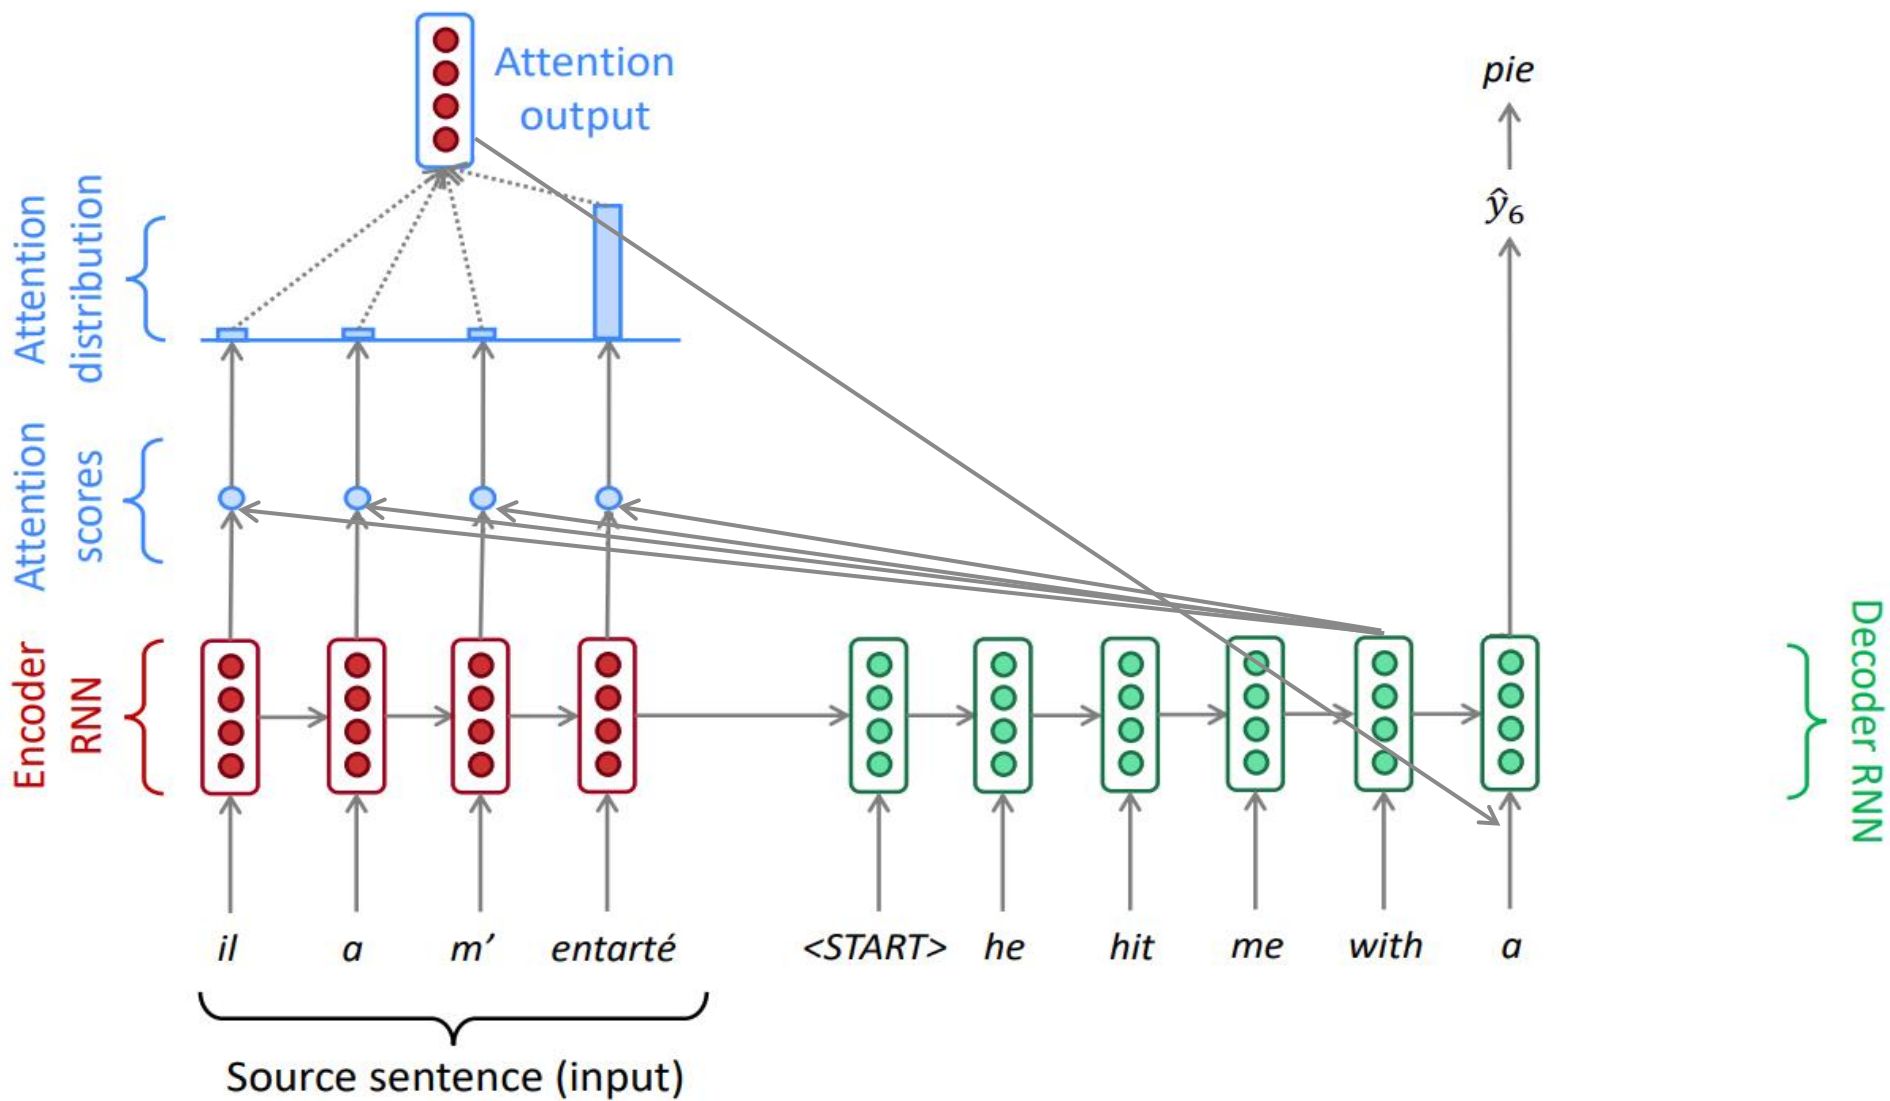 Attention
output
pie
ŷ6
Attention
distribution
Attention
scores
Encoder
RNN
Decoder RNN
il a m’ entarté <START> he hit me with a
Source sentence (input)